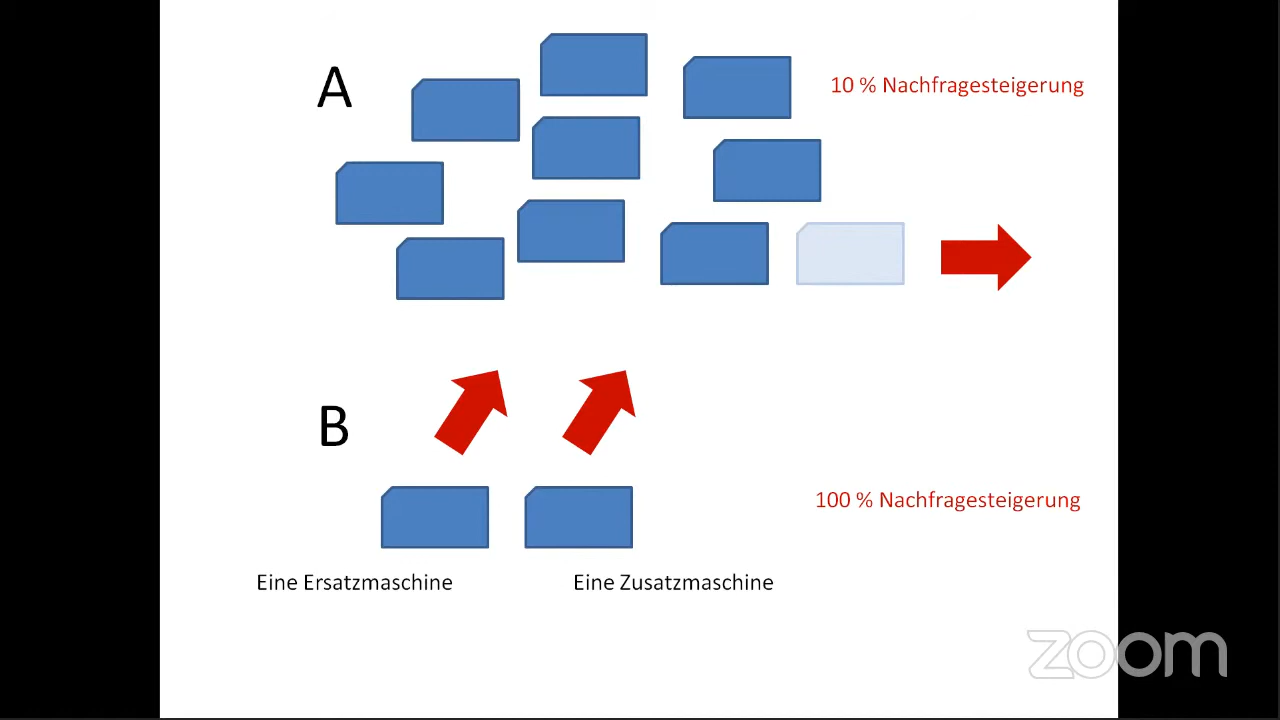 A
10 % Nachfragesteigerung
B
100 % Nachfragesteigerung
Eine Ersatzmaschine
Eine Zusatzmaschine
zoom